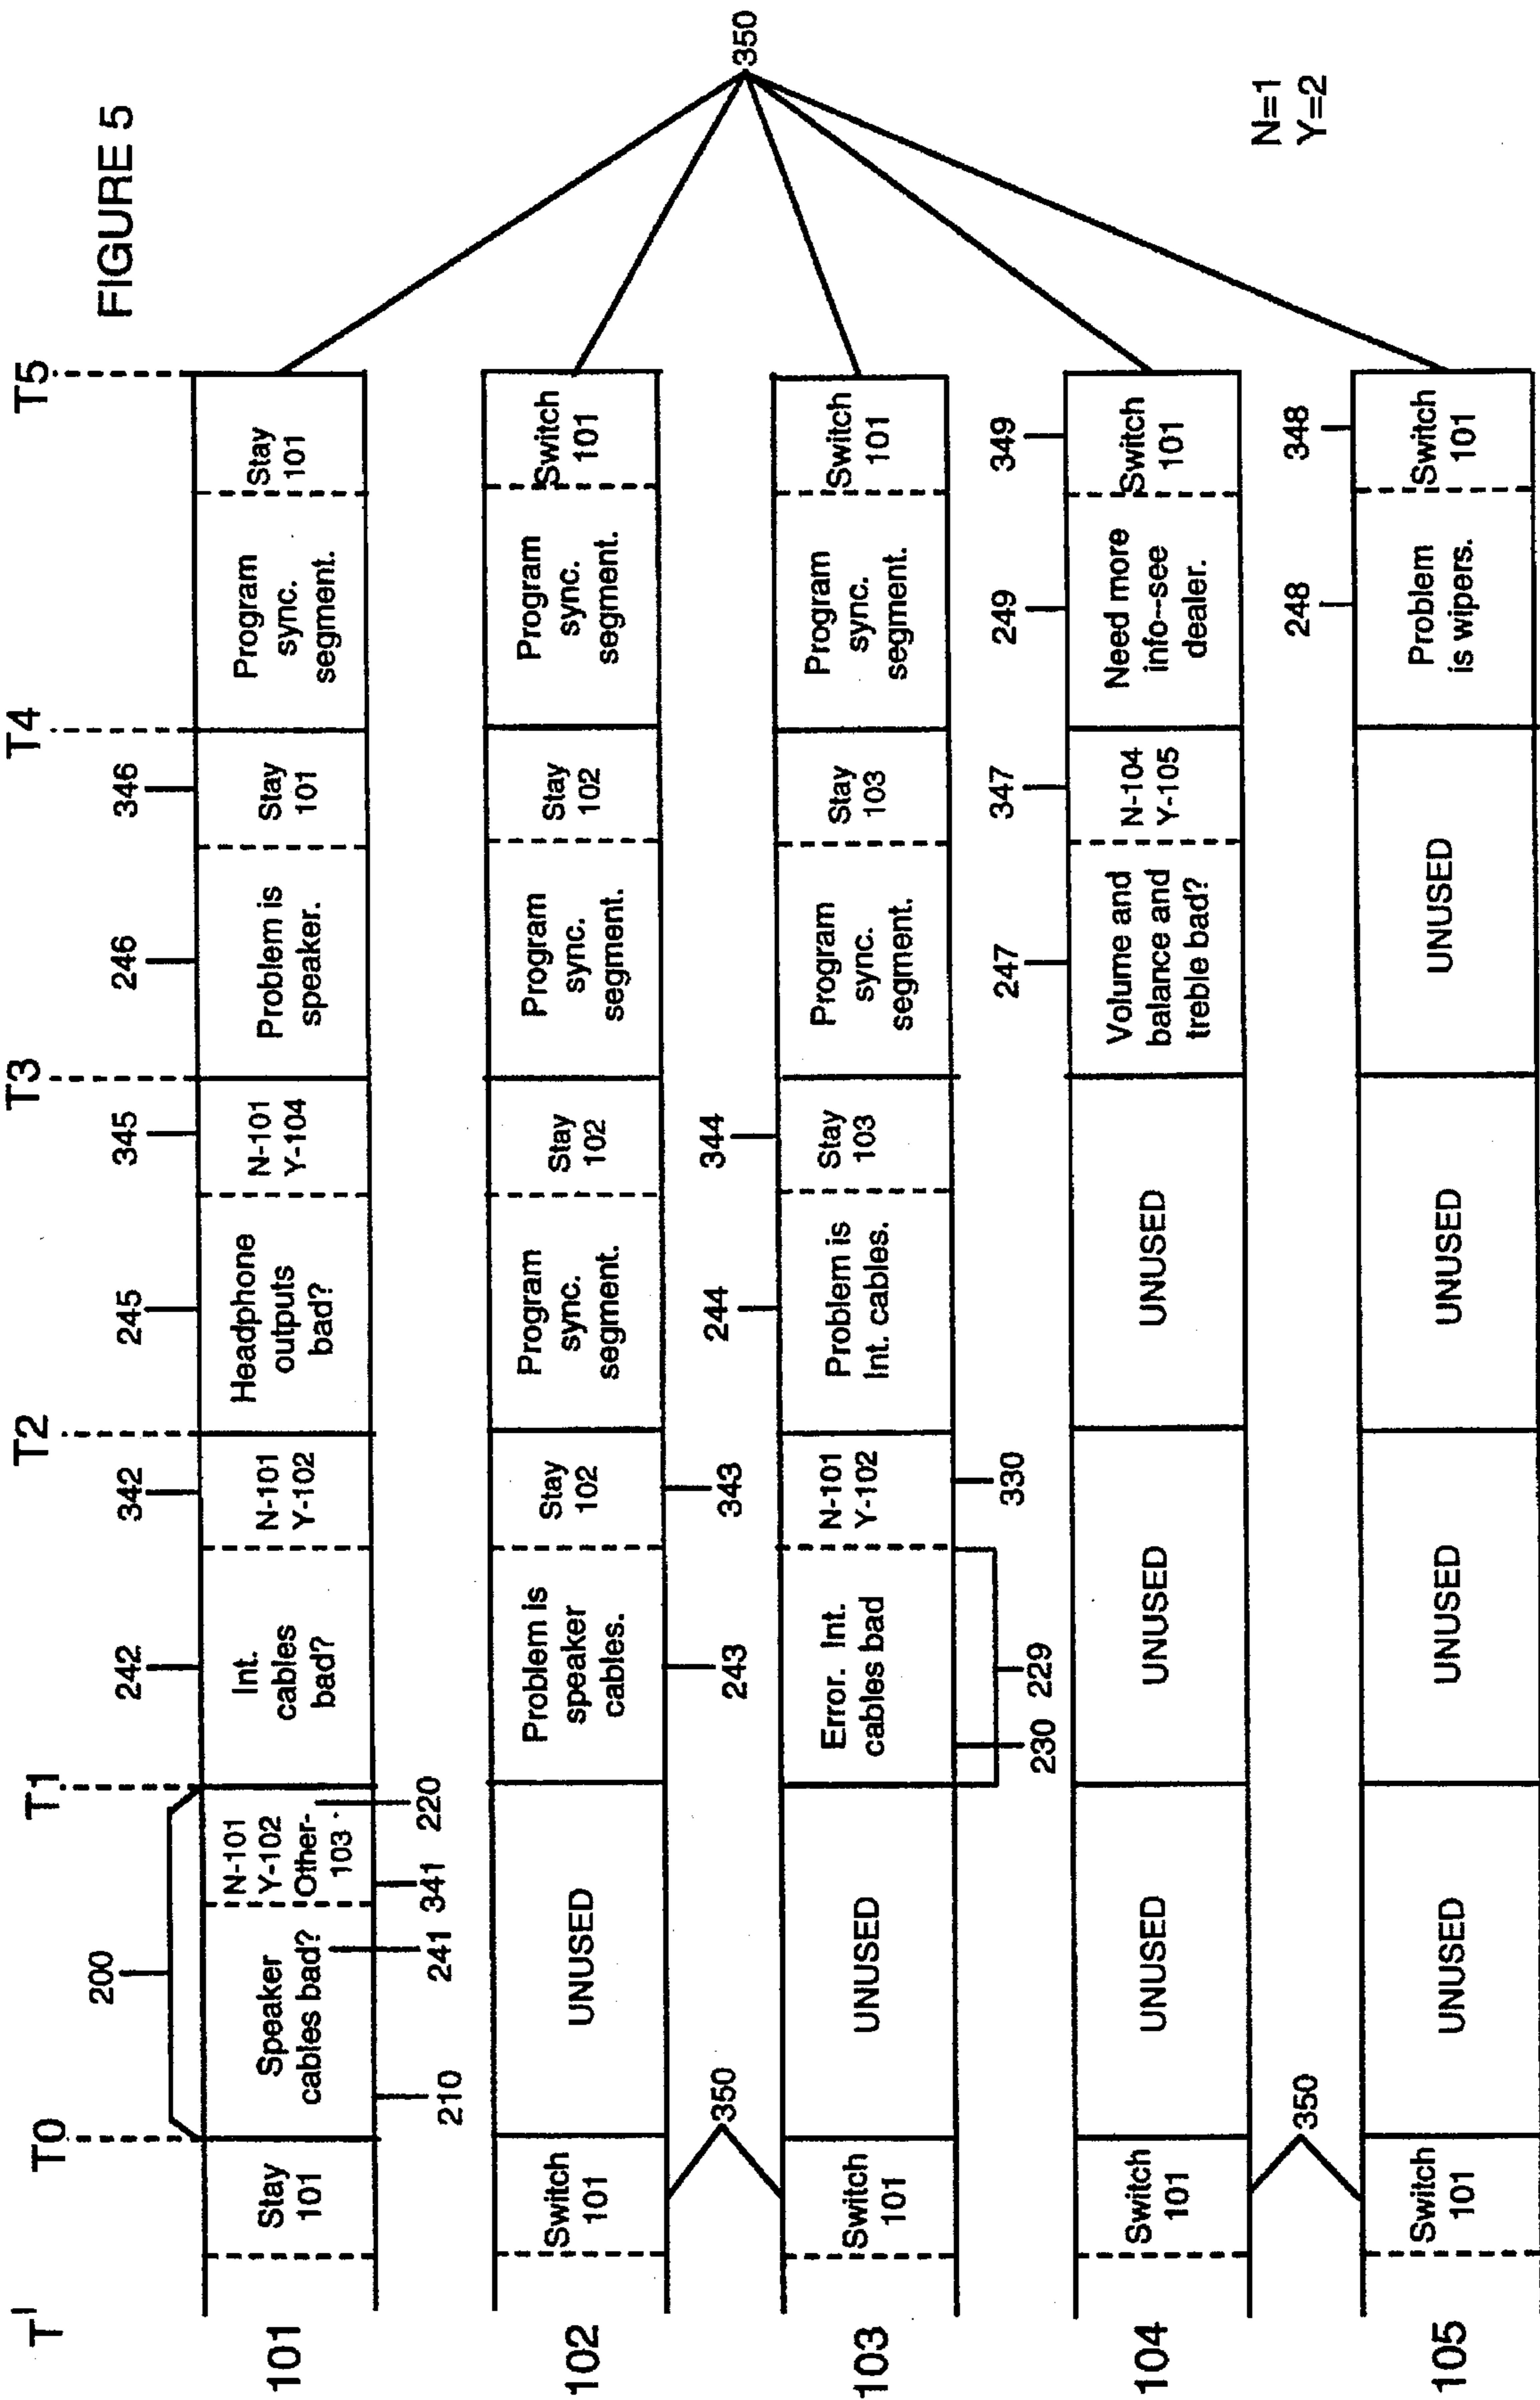 FIGURE 5
T'
T0
T1
T2
T3
T4
T5
200
242
342
245
345
246
346
101
Stay
101
Speaker
cables bad?
N-101
Y-102
Other-
103
Int.
cables
bad?
N-101
Y-102
Headphone
outputs
bad?
N-101
Y-104
Problem is
speaker.
Stay
101
Program
sync.
segment.
Stay
101
210
241
341
220
102
Switch
101
UNUSED
Problem is
speaker
cables.
Stay
102
Program
sync.
segment.
Stay
102
Program
sync.
segment.
Stay
102
Program
sync.
segment.
Switch
101
350
243
343
244
344
350
103
Switch
101
UNUSED
Error. Int.
cables bad
N-101
Y-102
Problem is
Int. cables.
Stay
103
Program
sync.
segment.
Stay
103
Program
sync.
segment.
Switch
101
230
229
330
247
347
249
349
104
Switch
101
UNUSED
UNUSED
UNUSED
Volume and
balance and
treble bad?
N-104
Y-105
Need more
info--see
dealer.
Switch
101
350
248
348
N=1
Y=2
105
Switch
101
UNUSED
UNUSED
UNUSED
UNUSED
Problem
is wipers.
Switch
101